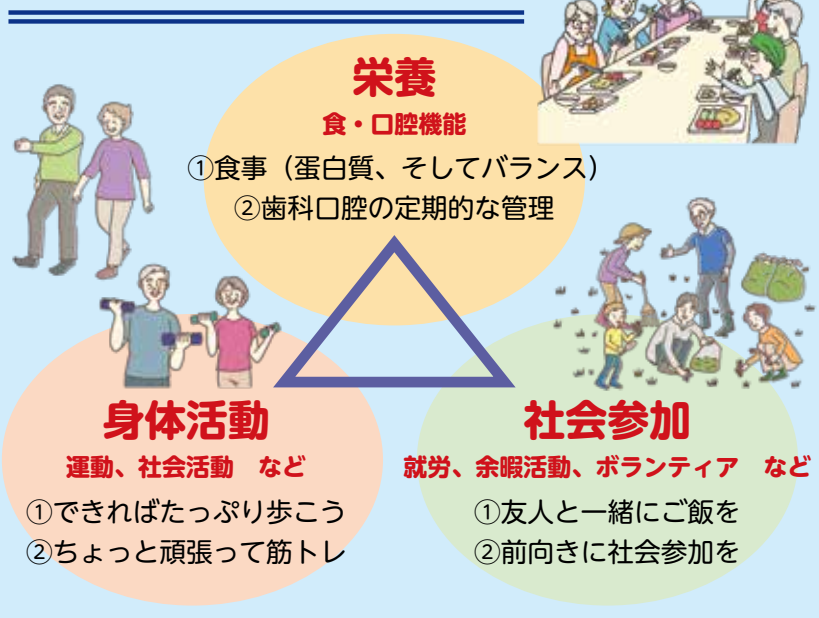 栄養
食・口腔機能
①食事（蛋白質、そしてバランス）
②歯科口腔の定期的な管理
身体活動
運動、社会活動　など
①できればたっぷり歩こう
②ちょっと頑張って筋トレ
社会参加
就労、余暇活動、ボランティア　など
①友人と一緒にご飯を
②前向きに社会参加を